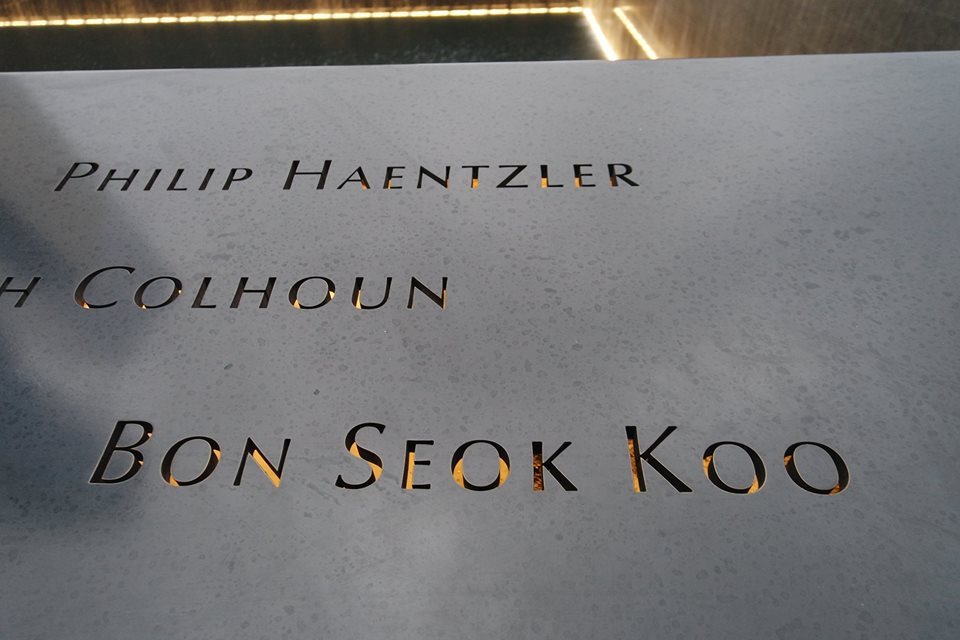 PHILIP HAENTZLER
H COLHOUN
BON SEOK KOO